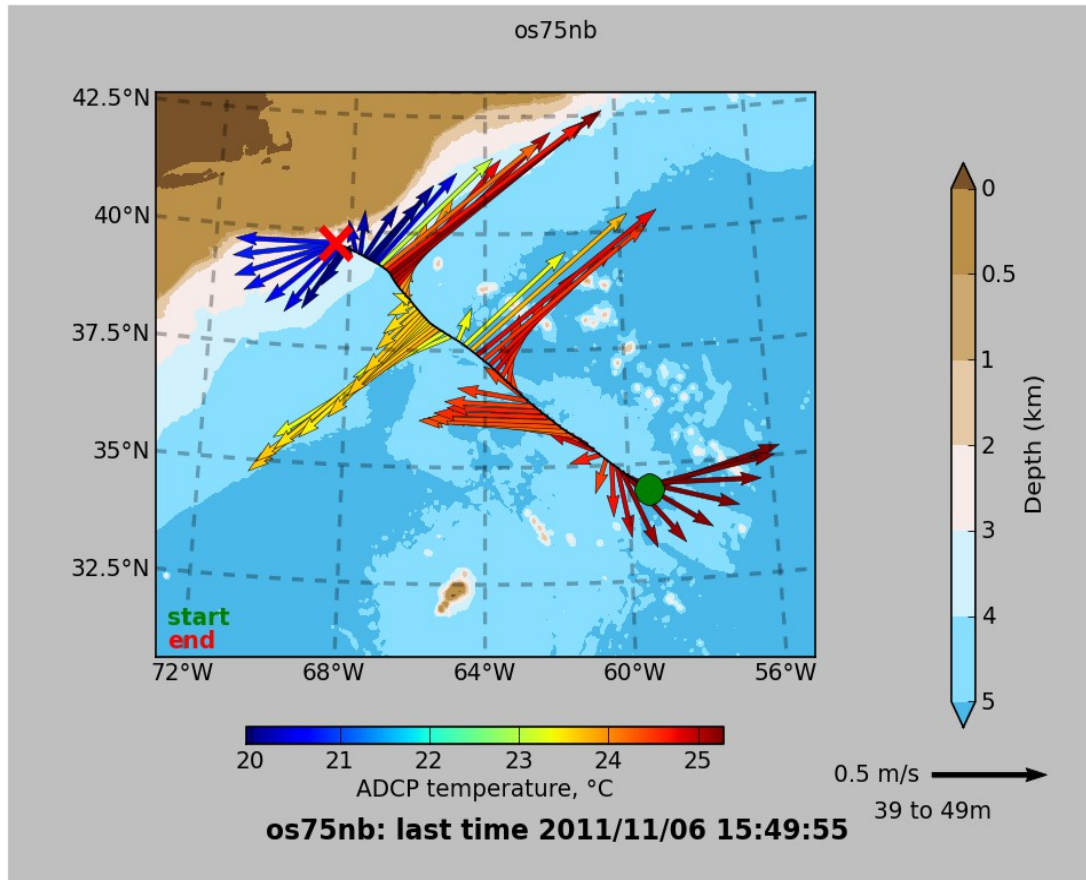 os75nb
42.5°N
40°N
37.5°N
35°N
32.5°N
start
end
72°W 68°W 64°W 60°W 56°W
0
0.5
1
2
3
4
5
Depth (km)
20 21 22 23 24 25
ADCP temperature, °C
0.5 m/s
39 to 49m
os75nb: last time 2011/11/06 15:49:55